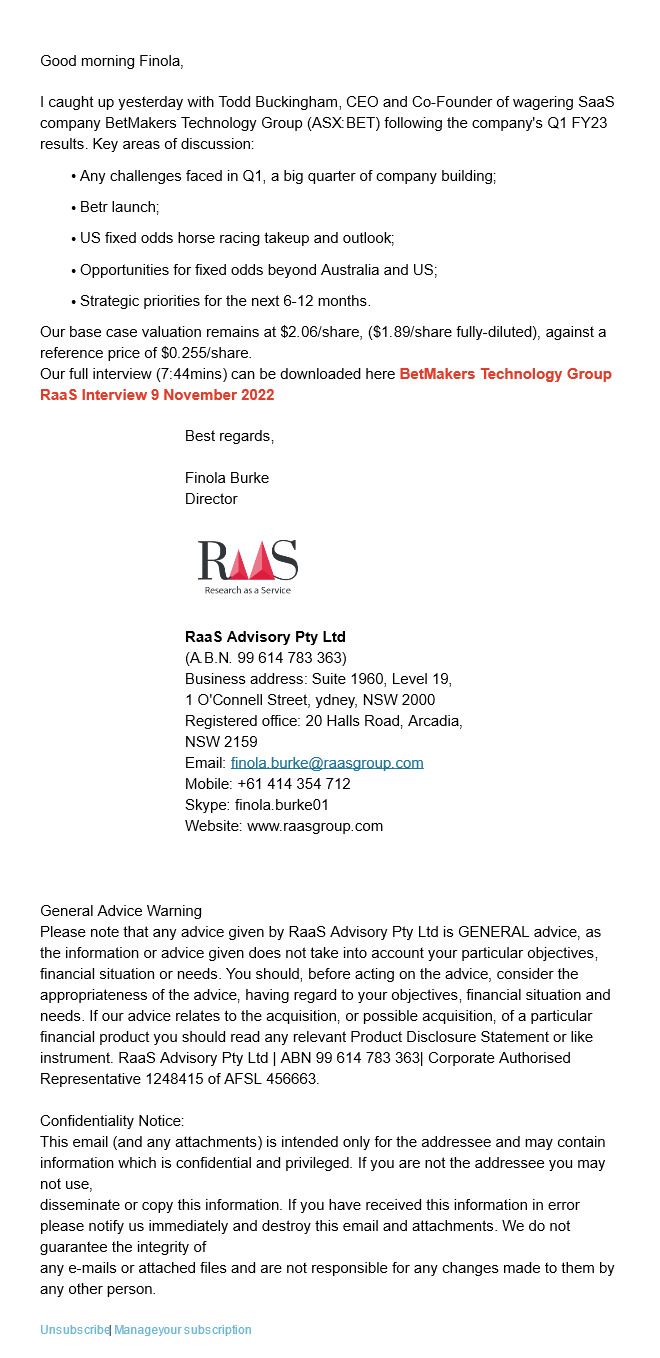 Good morning Finola,
I caught up yesterday with Todd Buckingham, CEO and Co-Founder of wagering SaaS
company BetMakers Technology Group (ASX:BET) following the company's Q1 FY23
results. Key areas of discussion:
• Any challenges faced in Q1, a big quarter of company building;
• Betr launch;
• US fixed odds horse racing takeup and outlook;
• Opportunities for fixed odds beyond Australia and US;
• Strategic priorities for the next 6-12 months.
Our base case valuation remains at $2.06/share, ($1.89/share fully-diluted), against a
reference price of $0.255/share.
Our full interview (7:44mins) can be downloaded here BetMakers Technology Group
RaaS Interview 9 November 2022
Best regards,
Finola Burke
Director
RAAS
Research as a Service
RaaS Advisory Pty Ltd
(A.B.N. 99 614 783 363)
Business address: Suite 1960, Level 19,
1 O'Connell Street, ydney, NSW 2000
Registered office: 20 Halls Road, Arcadia,
NSW 2159
Email: finola.burke@raasgroup.com
Mobile: +61 414 354 712
Skype: finola.burke01
Website: www.raasgroup.com
General Advice Warning
Please note that any advice given by RaaS Advisory Pty Ltd is GENERAL advice, as
the information or advice given does not take into account your particular objectives,
financial situation or needs. You should, before acting on the advice, consider the
appropriateness of the advice, having regard to your objectives, financial situation and
needs. If our advice relates to the acquisition, or possible acquisition, of a particular
financial product you should read any relevant Product Disclosure Statement or like
instrument. RaaS Advisory Pty Ltd | ABN 99 614 783 363| Corporate Authorised
Representative 1248415 of AFSL 456663.
Confidentiality Notice:
This email (and any attachments) is intended only for the addressee and may contain
information which is confidential and privileged. If you are not the addressee you may
not use,
disseminate or copy this information. If you have received this information in error
please notify us immediately and destroy this email and attachments. We do not
guarantee the integrity of
any e-mails or attached files and are not responsible for any changes made to them by
any other person.
Unsubscribe| Manageyour subscription